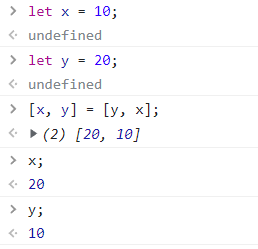 > let x = 10;
<· undefined
> let y = 20;
<· undefined
> [x, y] = [y, x];
<· ▶ (2) [20, 10]
> x;
<· 20
> y;
<· 10